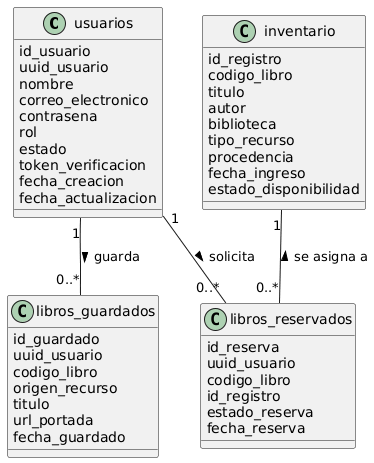 C usuarios
id_usuario
uuid_usuario
nombre
correo_electronico
contrasena
rol
estado
token_verificacion
fecha_creacion
fecha_actualizacion
C inventario
id_registro
codigo_libro
titulo
autor
biblioteca
tipo_recurso
procedencia
fecha_ingreso
estado_disponibilidad
1
guarda
0..*
1
solicita
0..*
1
se asigna a
0..*
C libros_guardados
id_guardado
uuid_usuario
codigo_libro
origen_recurso
titulo
url_portada
fecha_guardado
C libros_reservados
id_reserva
uuid_usuario
codigo_libro
id_registro
estado_reserva
fecha_reserva